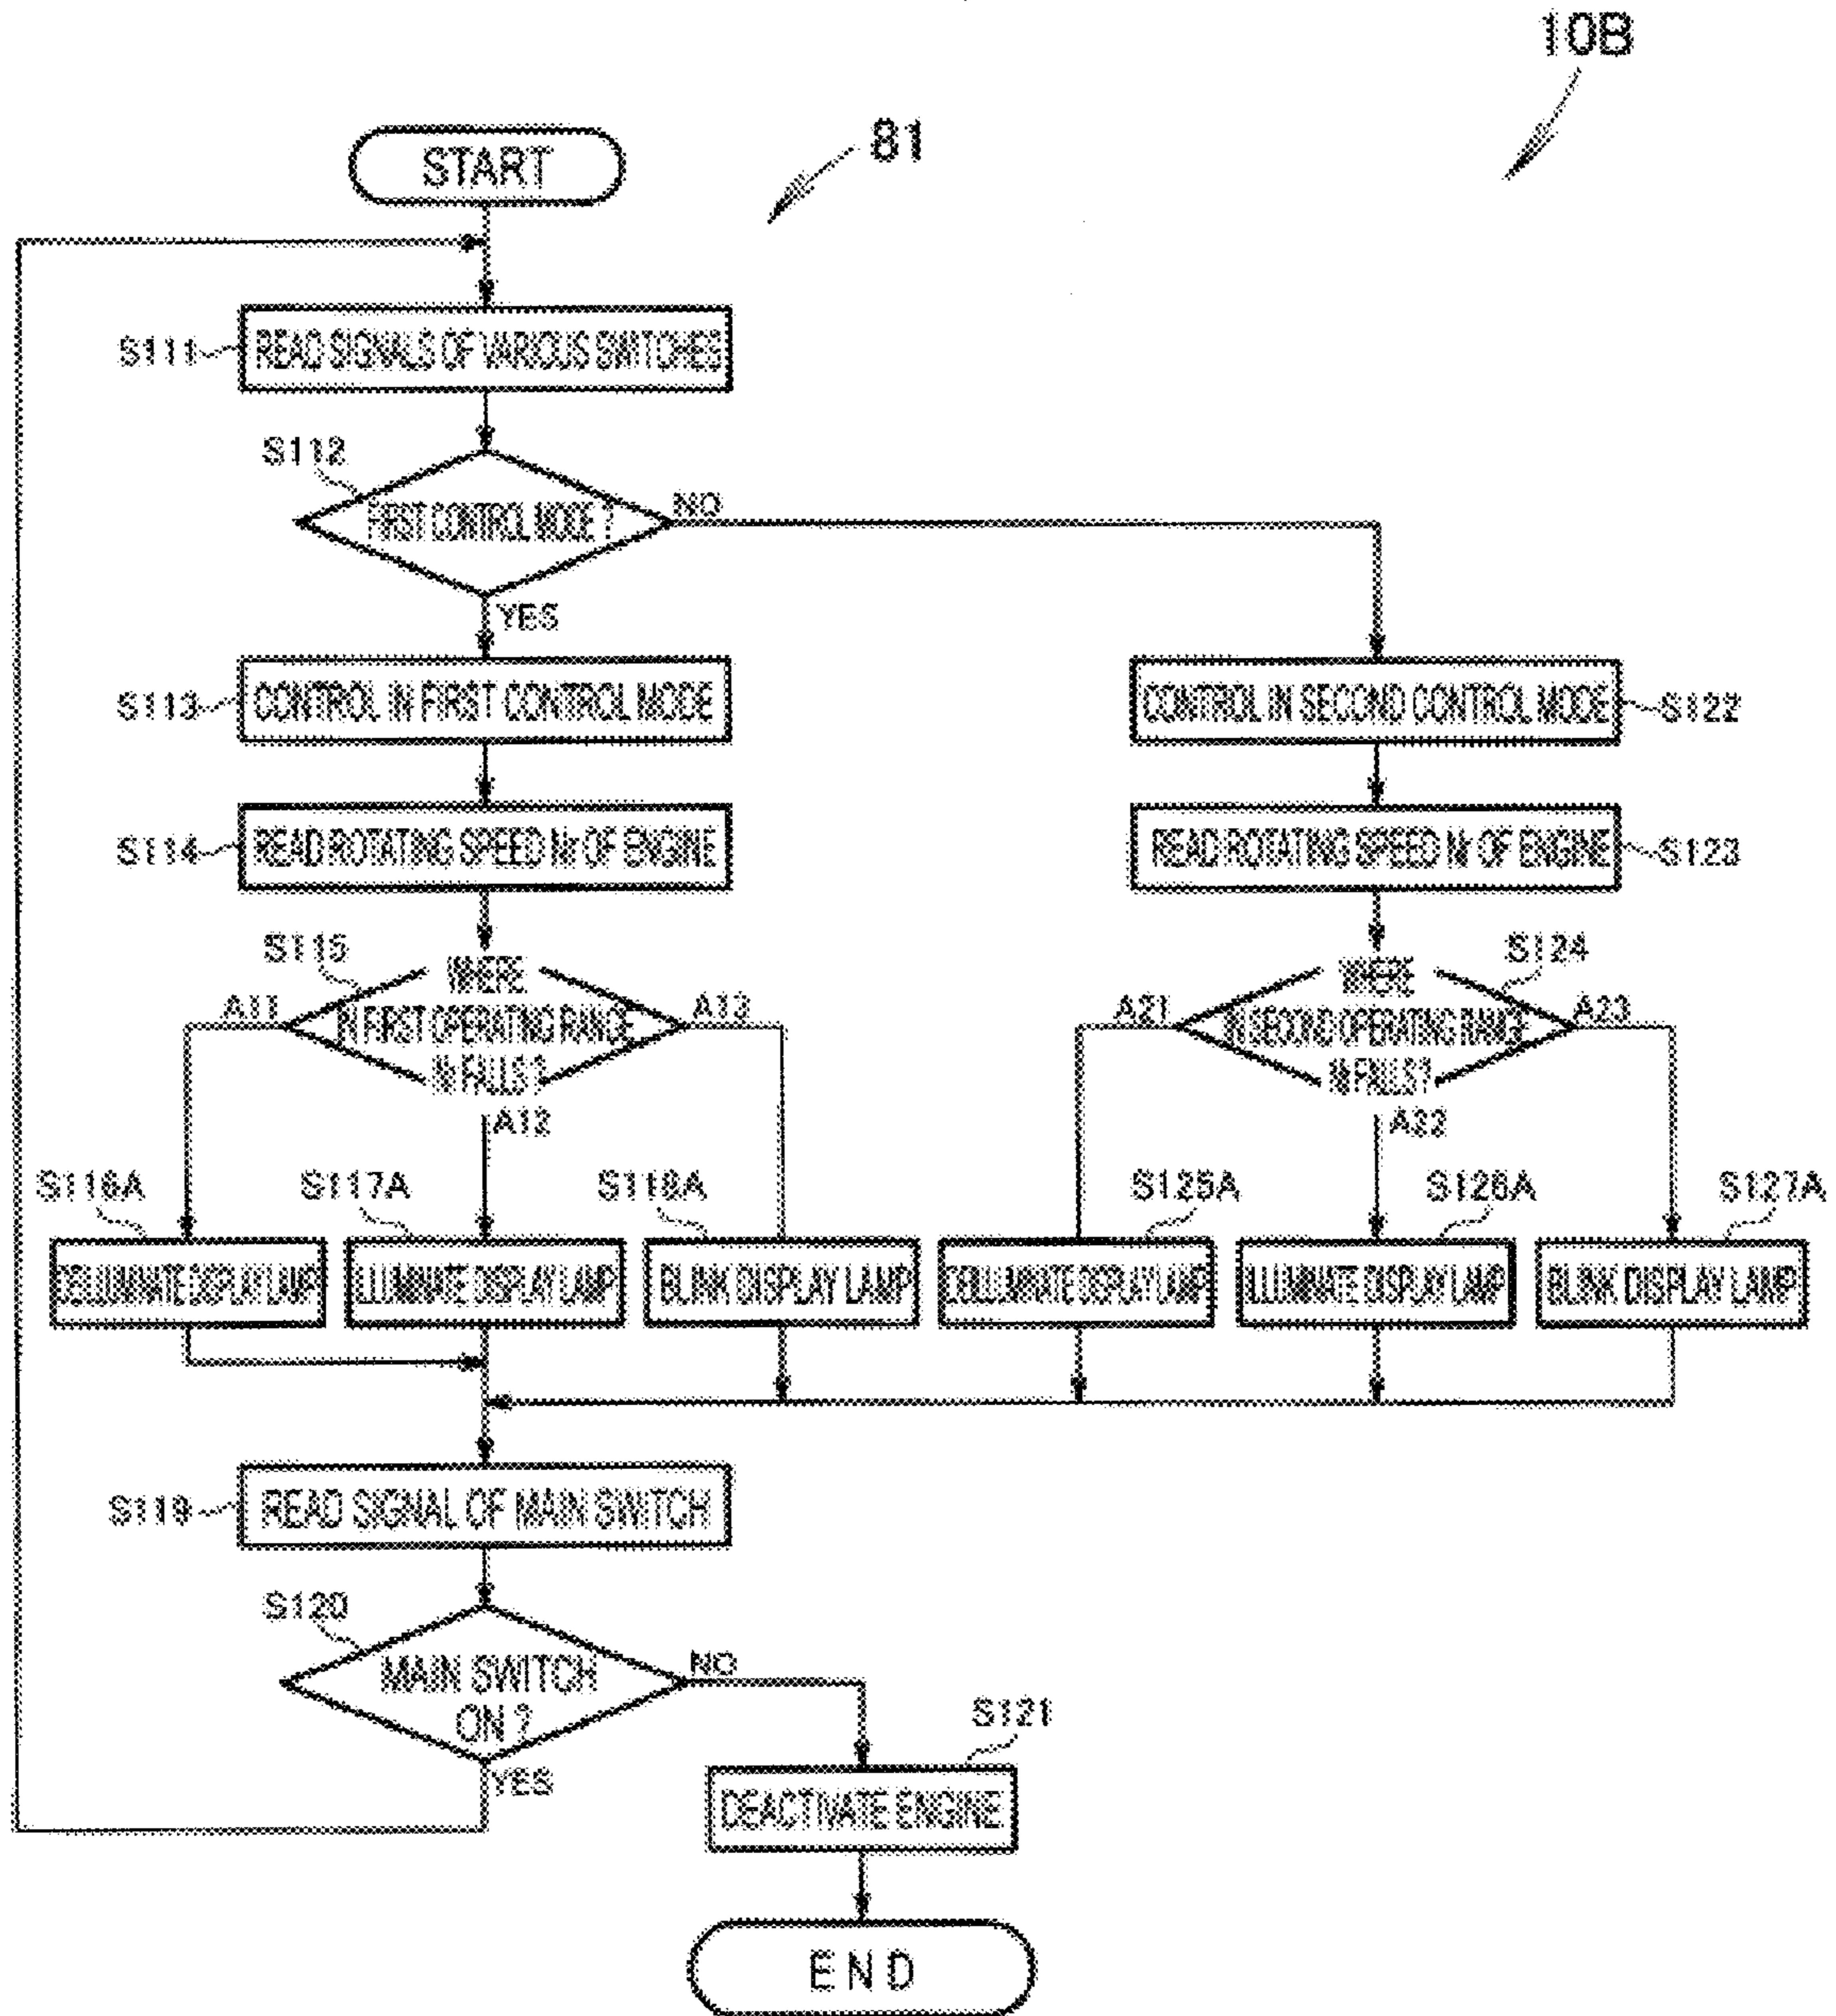 10B
81
START
S111
READ SIGNALS OF VARIOUS SWITCHES
S112
FIRST CONTROL MODE ?
NO
YES
S113
CONTROL IN FIRST CONTROL MODE
CONTROL IN SECOND CONTROL MODE
S122
S114
READ ROTATING SPEED Nr OF ENGINE
READ ROTATING SPEED Nr OF ENGINE
S123
S115
WHERE
IN FIRST OPERATING RANGE
Nr FALLS ?
A11
A13
A12
S124
WHERE
IN SECOND OPERATING RANGE
Nr FALLS ?
A21
A23
A22
S116A
S117A
S118A
S125A
S126A
S127A
DEILLUMINATE DISPLAY LAMP
ILLUMINATE DISPLAY LAMP
BLINK DISPLAY LAMP
DEILLUMINATE DISPLAY LAMP
ILLUMINATE DISPLAY LAMP
BLINK DISPLAY LAMP
S119
READ SIGNAL OF MAIN SWITCH
S120
MAIN SWITCH
ON ?
NO
YES
S121
DEACTIVATE ENGINE
END